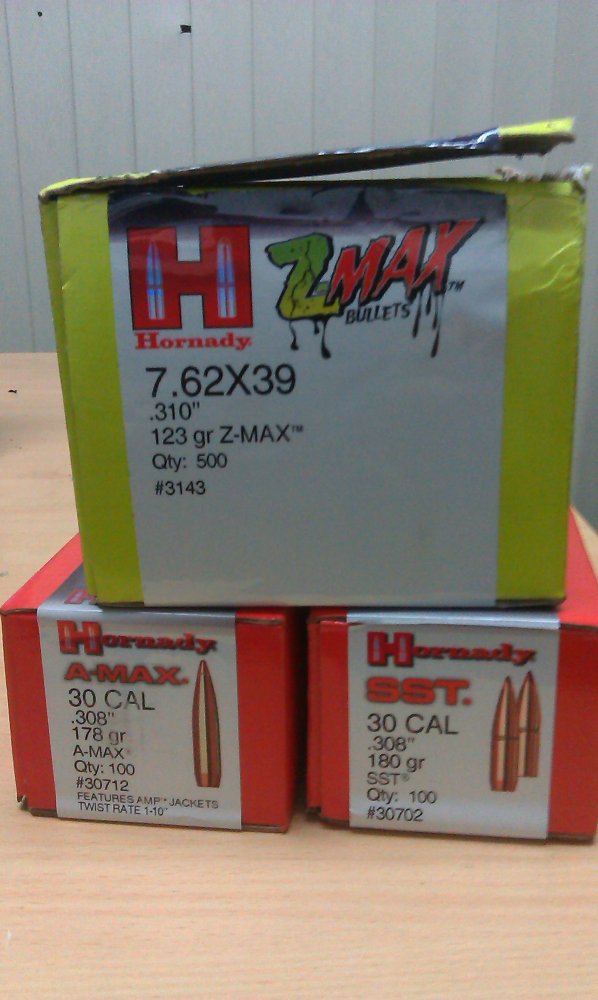 ZMAX™
BULLETS
Hornady
7.62X39
.310"
123 gr Z-MAX™
Qty: 500
#3143
Hornady
A-MAX.
30 CAL
.308"
178 gr
A-MAX®
Qty: 100
#30712
FEATURES AMP™ JACKETS
TWIST RATE 1-10"
Hornady
SST.
30 CAL
.308"
180 gr
SST®
Qty: 100
#30702